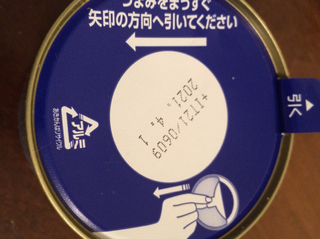 つまみをまっすぐ
矢印の方向へ引いてください
引く
+IT21/0609
2021. 4. 1
アルミ